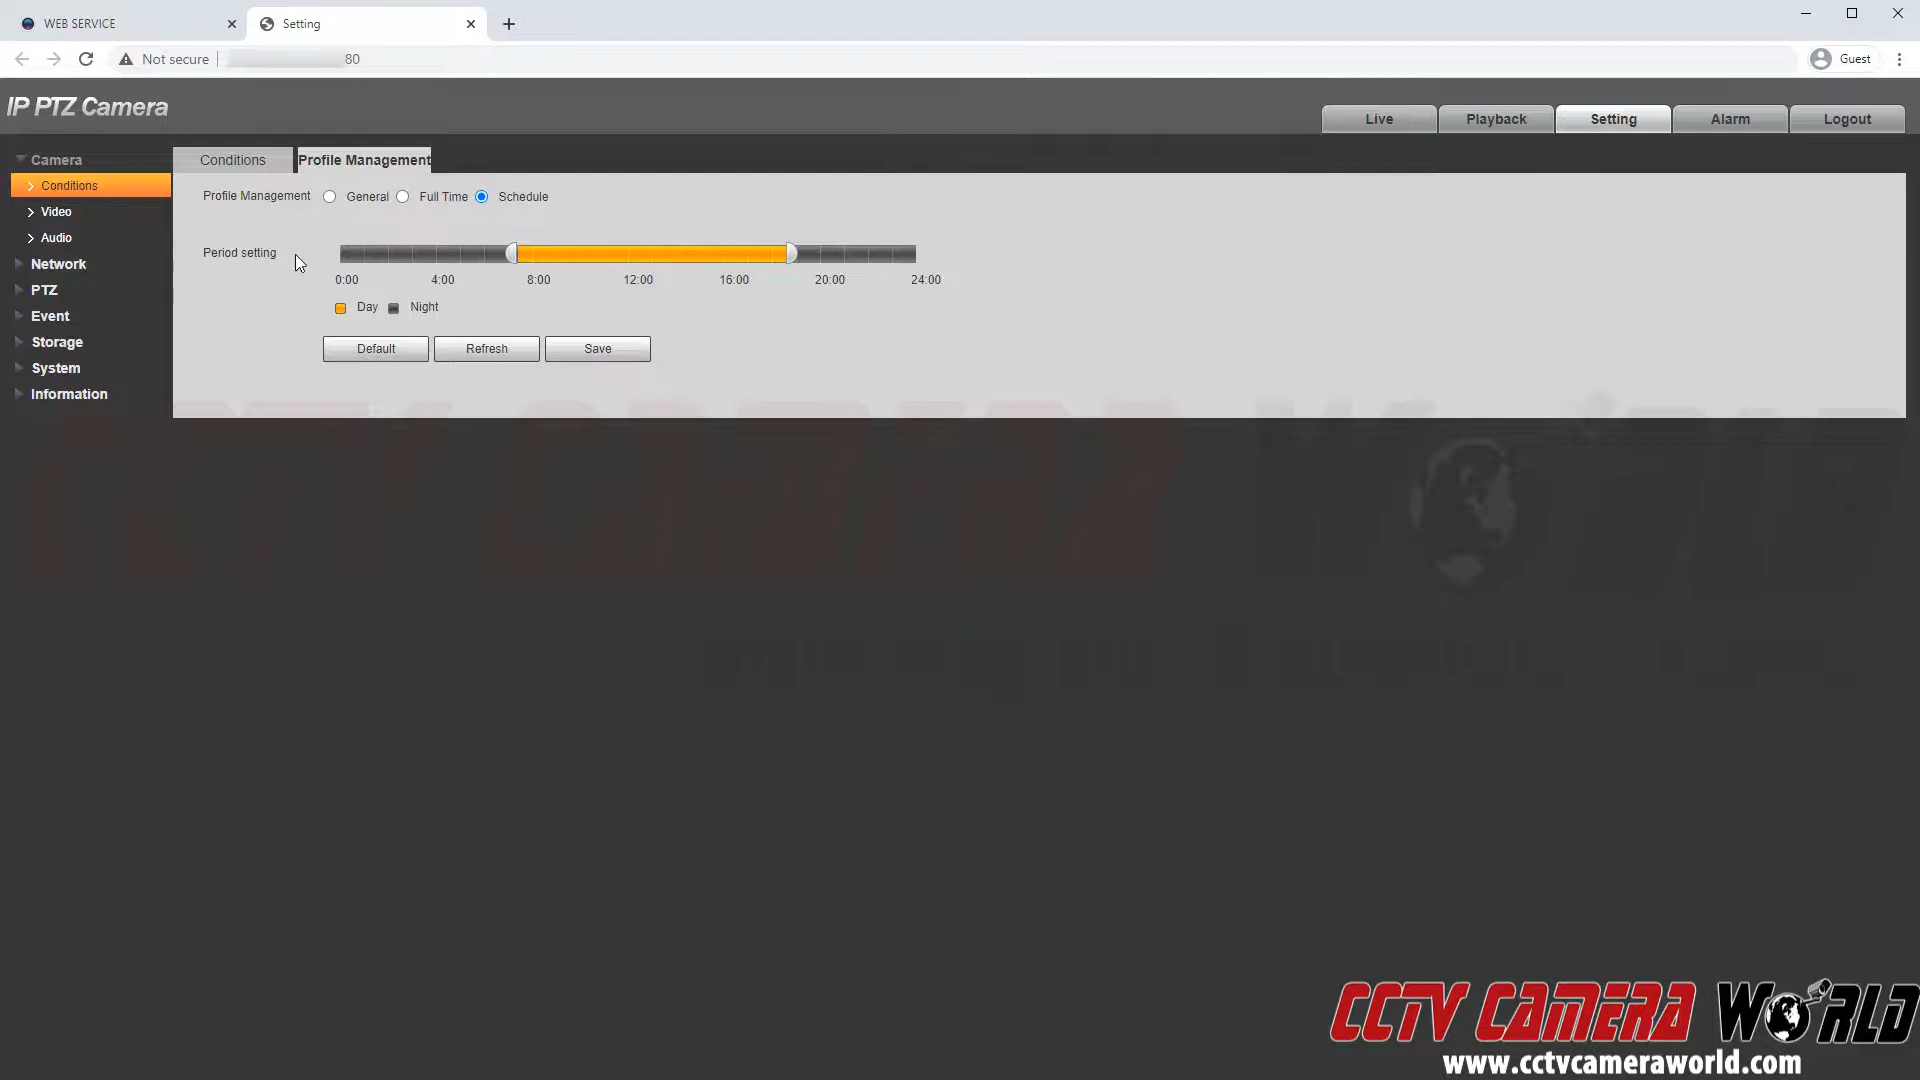 WEB SERVICE
Setting
Not secure
80
Guest
IP PTZ Camera
Live
Playback
Setting
Alarm
Logout
Camera
Conditions
Video
Audio
Network
PTZ
Event
Storage
System
Information
Conditions
Profile Management
Profile Management General Full Time Schedule
Period setting
0:00 4:00 8:00 12:00 16:00 20:00 24:00
Day Night
Default Refresh Save
CCTV CAMERA WORLD
www.cctvcameraworld.com